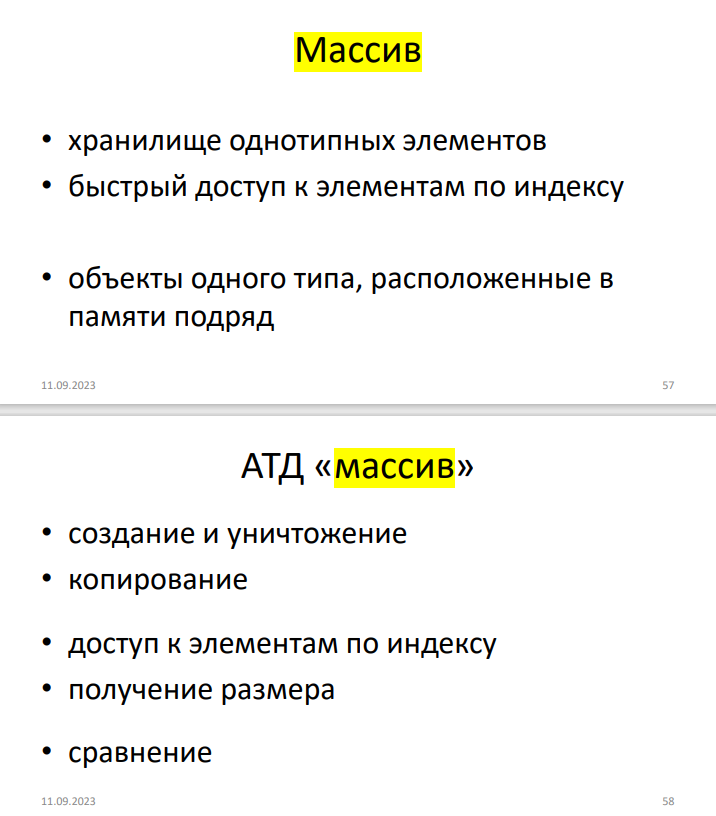 Массив
• хранилище однотипных элементов
• быстрый доступ к элементам по индексу
• объекты одного типа, расположенные в
памяти подряд
11.09.2023
57
АТД «массив»
• создание и уничтожение
• копирование
• доступ к элементам по индексу
• получение размера
• сравнение
11.09.2023
58